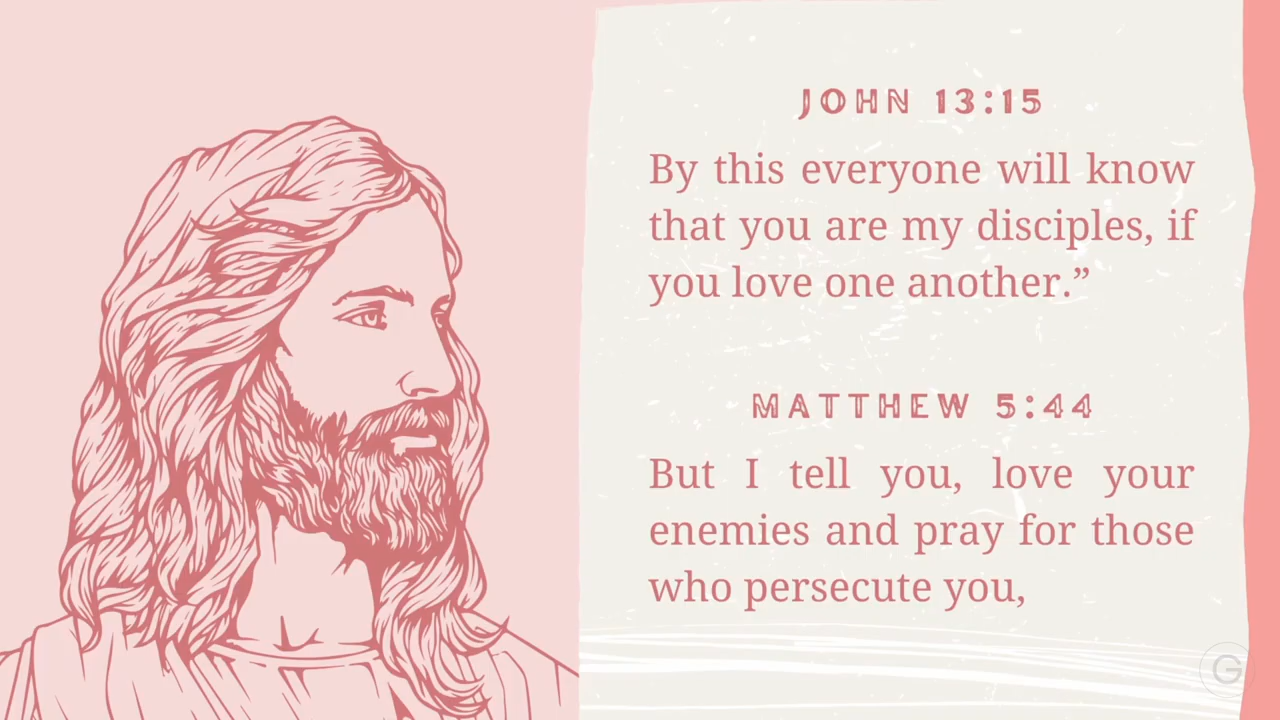 JOHN 13:15
By this everyone will know
that you are my disciples, if
you love one another.”
MATTHEW 5:44
But I tell you, love your
enemies and pray for those
who persecute you,
G